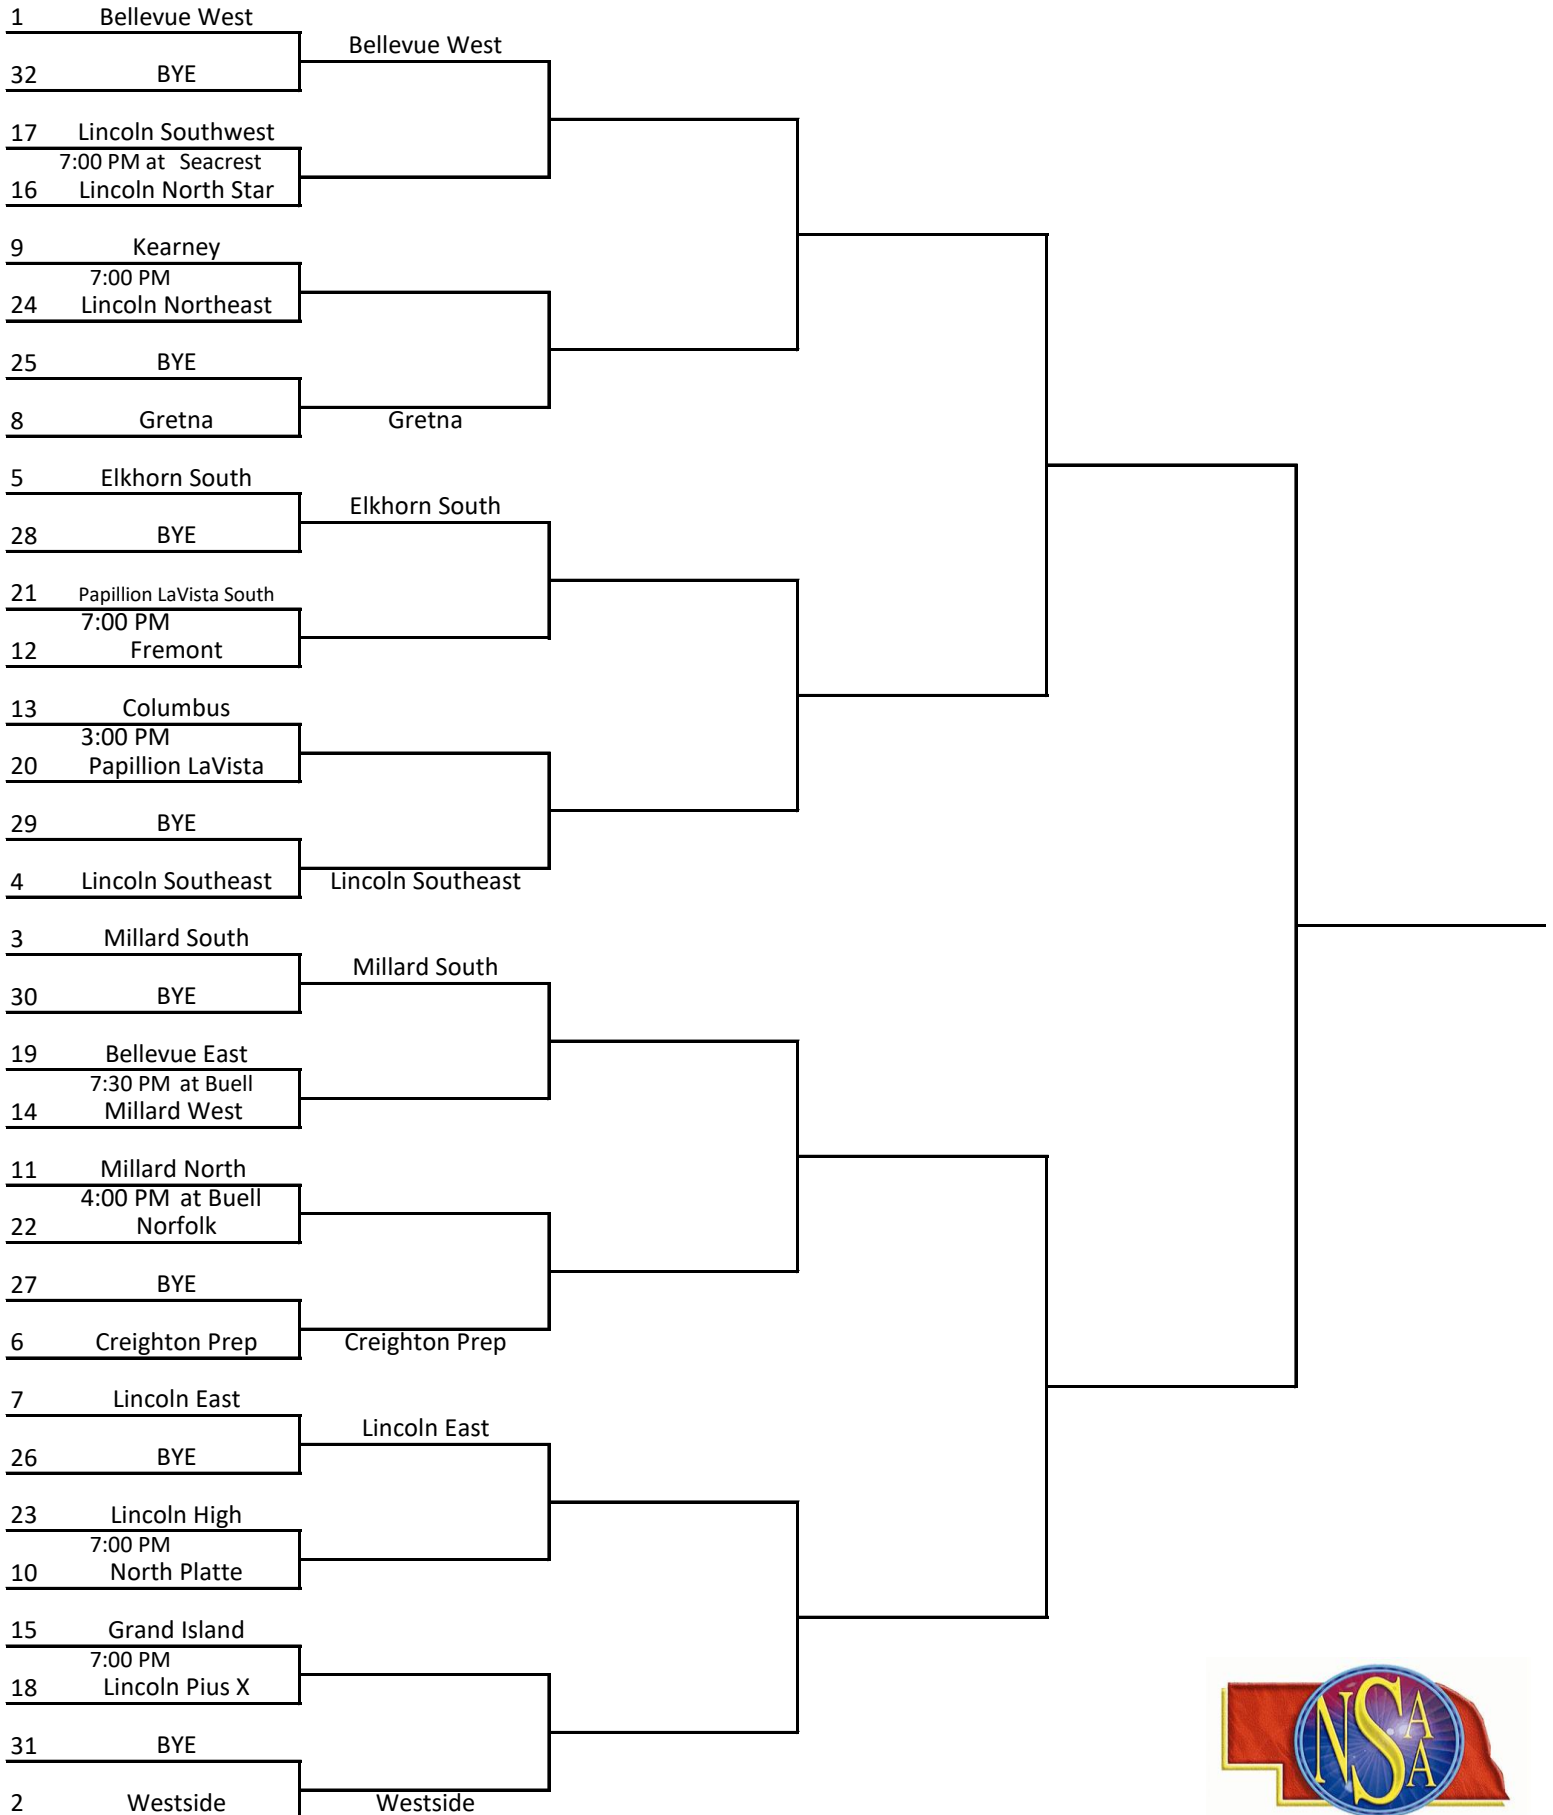 1 Bellevue West
Bellevue West
32 BYE
17 Lincoln Southwest
7:00 PM at Seacrest
16 Lincoln North Star
9 Kearney
7:00 PM
24 Lincoln Northeast
25 BYE
8 Gretna
Gretna
5 Elkhorn South
Elkhorn South
28 BYE
21 Papillion LaVista South
7:00 PM
12 Fremont
13 Columbus
3:00 PM
20 Papillion LaVista
29 BYE
4 Lincoln Southeast
Lincoln Southeast
3 Millard South
Millard South
30 BYE
19 Bellevue East
7:30 PM at Buell
14 Millard West
11 Millard North
4:00 PM at Buell
22 Norfolk
27 BYE
6 Creighton Prep
Creighton Prep
7 Lincoln East
Lincoln East
26 BYE
23 Lincoln High
7:00 PM
10 North Platte
15 Grand Island
7:00 PM
18 Lincoln Pius X
31 BYE
2 Westside
Westside
NSAA